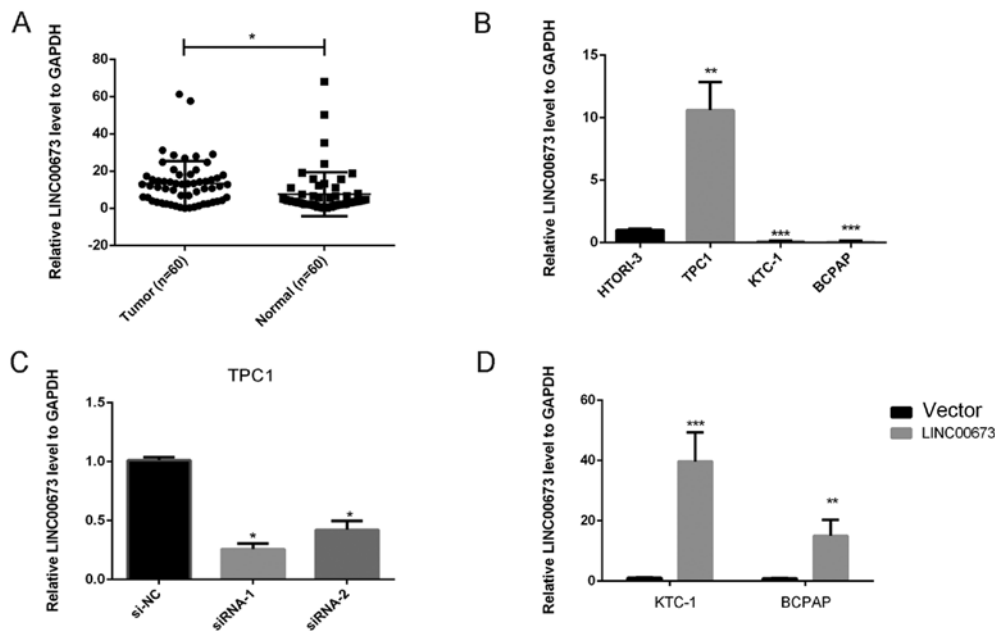 A
Relative LINC00673 level to GAPDH
80
60
40
20
0
-20
*
Tumor (n=60)
Normal (n=60)
B
Relative LINC00673 level to GAPDH
15
10
5
0
**
***
***
HTORI-3
TPC1
KTC-1
BCPAP
C
TPC1
Relative LINC00673 level to GAPDH
1.5
1.0
0.5
0.0
*
*
si-NC
siRNA-1
siRNA-2
D
Relative LINC00673 level to GAPDH
60
40
20
0
***
**
KTC-1
BCPAP
Vector
LINC00673